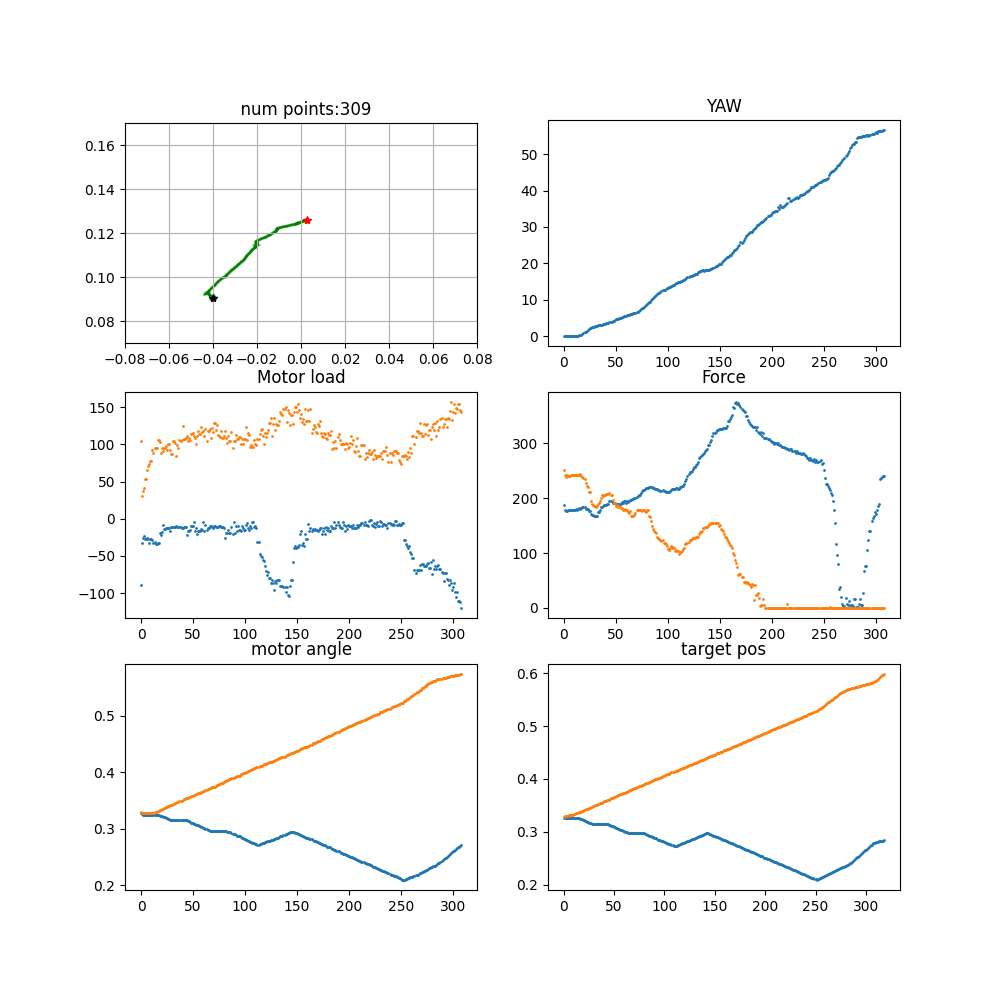 num points:309
YAW
0.16
0.14
0.12
0.10
0.08
−0.08 −0.06 −0.04 −0.02 0.00 0.02 0.04 0.06 0.08
50
40
30
20
10
0
0 50 100 150 200 250 300
Motor load
Force
150
100
50
0
−50
−100
0 50 100 150 200 250 300
300
200
100
0
0 50 100 150 200 250 300
motor angle
target pos
0.5
0.4
0.3
0.2
0 50 100 150 200 250 300
0.6
0.5
0.4
0.3
0.2
0 50 100 150 200 250 300